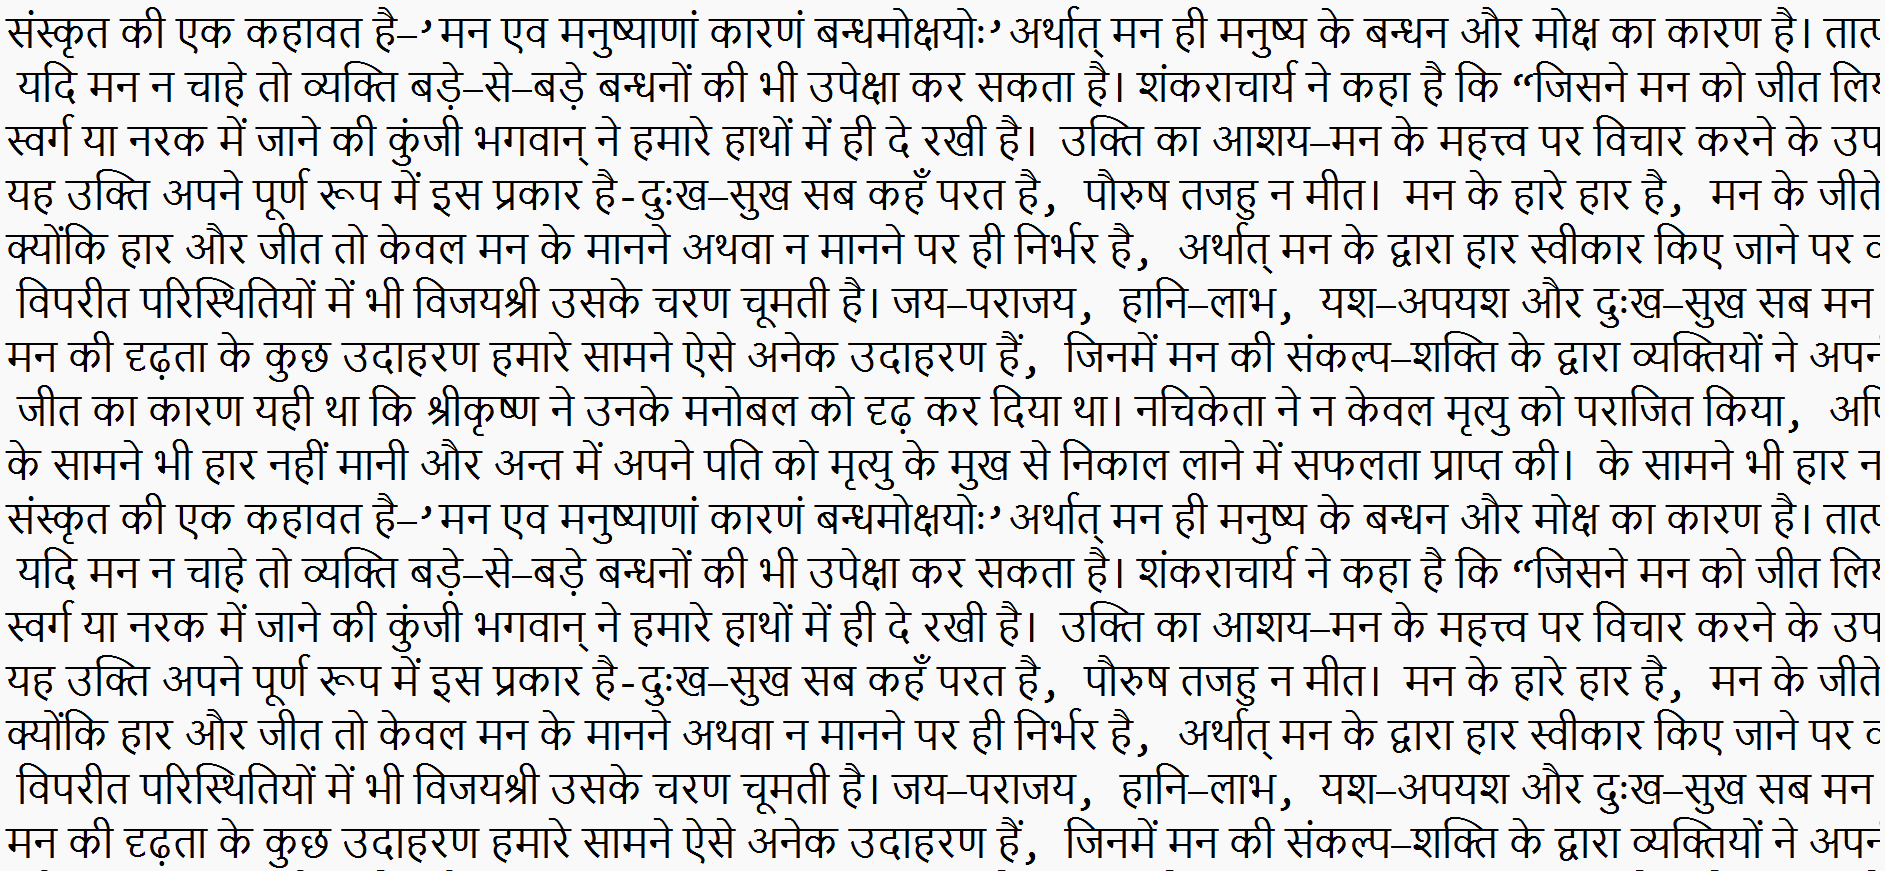 संस्कृत की एक कहावत है–’मन एव मनुष्याणां कारणं बन्धमोक्षयोः’अर्थात् मन ही मनुष्य के बन्धन और मोक्ष का कारण है।
यदि मन न चाहे तो व्यक्ति बड़े–से–बड़े बन्धनों की भी उपेक्षा कर सकता है। शंकराचार्य ने कहा है कि “जिसने मन को जीत
स्वर्ग या नरक में जाने की कुंजी भगवान् ने हमारे हाथों में ही दे रखी है। उक्ति का आशय–मन के महत्त्व पर विचार करने के
यह उक्ति अपने पूर्ण रूप में इस प्रकार है-दुःख–सुख सब कहँ परत है, पौरुष तजहु न मीत। मन के हारे हार है, मन के जीते
क्योंकि हार और जीत तो केवल मन के मानने अथवा न मानने पर ही निर्भर है, अर्थात् मन के द्वारा हार स्वीकार किए जाने पर
विपरीत परिस्थितियों में भी विजयश्री उसके चरण चूमती है। जय–पराजय, हानि–लाभ, यश–अपयश और दुःख–सुख सब मन
मन की दृढ़ता के कुछ उदाहरण हमारे सामने ऐसे अनेक उदाहरण हैं, जिनमें मन की संकल्प–शक्ति के द्वारा व्यक्तियों ने
जीत का कारण यही था कि श्रीकृष्ण ने उनके मनोबल को दृढ़ कर दिया था। नचिकेता ने न केवल मृत्यु को पराजित किया,
के सामने भी हार नहीं मानी और अन्त में अपने पति को मृत्यु के मुख से निकाल लाने में सफलता प्राप्त की। के सामने भी हार
संस्कृत की एक कहावत है–’मन एव मनुष्याणां कारणं बन्धमोक्षयोः’अर्थात् मन ही मनुष्य के बन्धन और मोक्ष का कारण है।
यदि मन न चाहे तो व्यक्ति बड़े–से–बड़े बन्धनों की भी उपेक्षा कर सकता है। शंकराचार्य ने कहा है कि “जिसने मन को जीत
स्वर्ग या नरक में जाने की कुंजी भगवान् ने हमारे हाथों में ही दे रखी है। उक्ति का आशय–मन के महत्त्व पर विचार करने के
यह उक्ति अपने पूर्ण रूप में इस प्रकार है-दुःख–सुख सब कहँ परत है, पौरुष तजहु न मीत। मन के हारे हार है, मन के जीते
क्योंकि हार और जीत तो केवल मन के मानने अथवा न मानने पर ही निर्भर है, अर्थात् मन के द्वारा हार स्वीकार किए जाने पर
विपरीत परिस्थितियों में भी विजयश्री उसके चरण चूमती है। जय–पराजय, हानि–लाभ, यश–अपयश और दुःख–सुख सब मन
मन की दृढ़ता के कुछ उदाहरण हमारे सामने ऐसे अनेक उदाहरण हैं, जिनमें मन की संकल्प–शक्ति के द्वारा व्यक्तियों ने